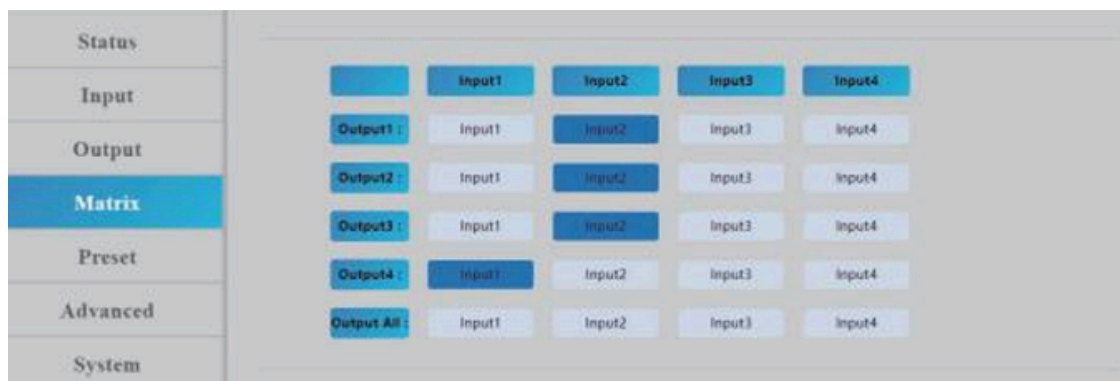 Status
Input
Output
Matrix
Preset
Advanced
System
Input1 Input2 Input3 Input4
Output1 : Input1 Input2 Input3 Input4
Output2 : Input1 Input2 Input3 Input4
Output3 : Input1 Input2 Input3 Input4
Output4 : Input1 Input2 Input3 Input4
Output All : Input1 Input2 Input3 Input4